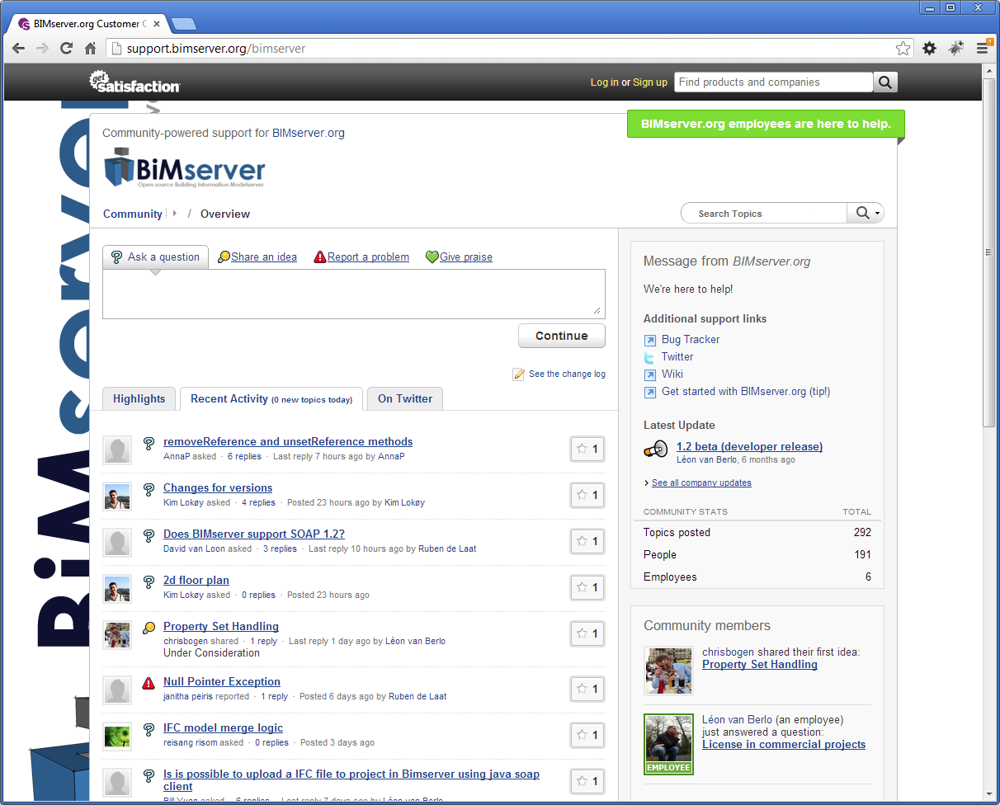 BIMserver.org Customer C
support.bimserver.org/bimserver
get
satisfaction
Log in or Sign up
Find products and companies
BiMserver
Community-powered support for BIMserver.org
BIMserver.org employees are here to help.
BiMserver
Open source Building Information Modelserver
Community / Overview
Search Topics
Ask a question
Share an idea
Report a problem
Give praise
Continue
See the change log
Highlights
Recent Activity (0 new topics today)
On Twitter
removeReference and unsetReference methods
AnnaP asked · 6 replies · Last reply 7 hours ago by AnnaP
1
Changes for versions
Kim Lokøy asked · 4 replies · Posted 23 hours ago by Kim Lokøy
1
Does BIMserver support SOAP 1.2?
David van Loon asked · 3 replies · Last reply 10 hours ago by Ruben de Laat
1
2d floor plan
Kim Lokøy asked · 0 replies · Posted 23 hours ago
1
Property Set Handling
chrisbogen shared · 1 reply · Last reply 1 day ago by Léon van Berlo
Under Consideration
1
Null Pointer Exception
janitha peiris reported · 1 reply · Posted 6 days ago by Ruben de Laat
1
IFC model merge logic
reisang risom asked · 0 replies · Posted 3 days ago
1
Is is possible to upload a IFC file to project in Bimserver using java soap
client
1
Message from BIMserver.org
We're here to help!
Additional support links
Bug Tracker
Twitter
Wiki
Get started with BIMserver.org (tip!)
Latest Update
1.2 beta (developer release)
Léon van Berlo, 6 months ago
See all company updates
COMMUNITY STATS TOTAL
Topics posted 292
People 191
Employees 6
Community members
chrisbogen shared their first idea:
Property Set Handling
Léon van Berlo (an employee)
just answered a question:
License in commercial projects
EMPLOYEE